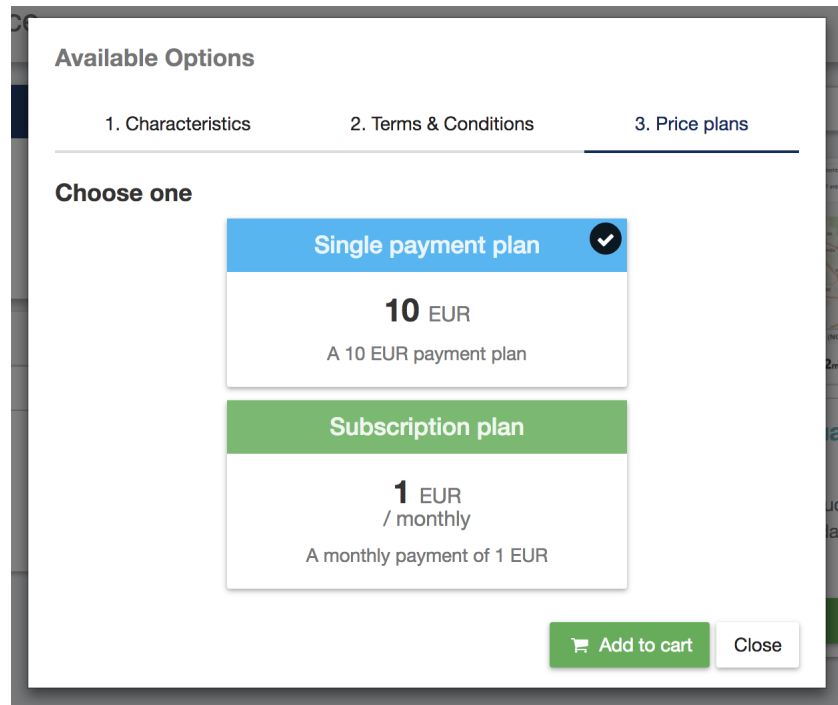 ce
Available Options
1. Characteristics
2. Terms & Conditions
3. Price plans
Choose one
Single payment plan
10 EUR
A 10 EUR payment plan
Subscription plan
1 EUR
/ monthly
A monthly payment of 1 EUR
Add to cart
Close